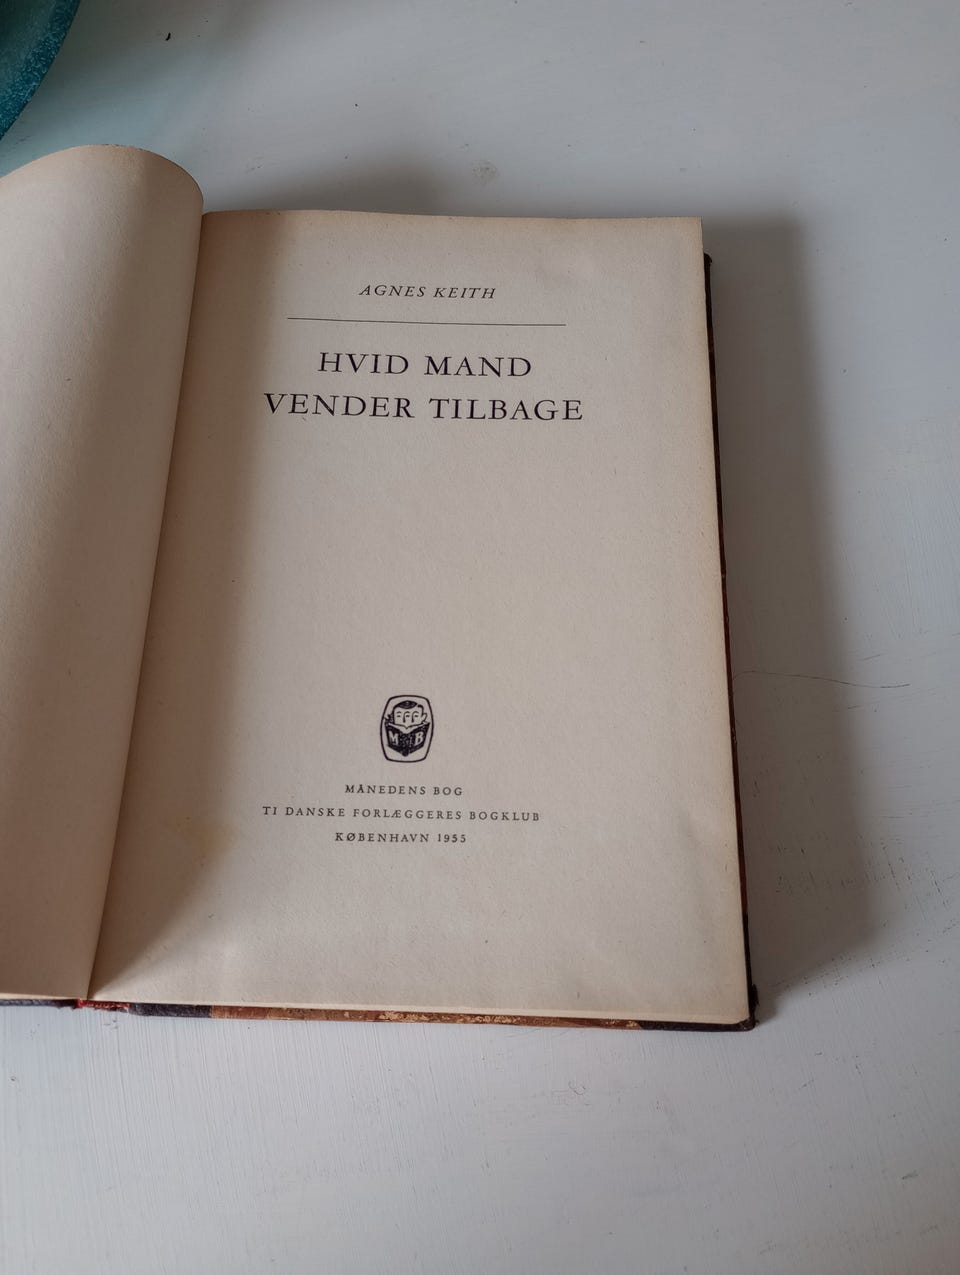 AGNES KEITH
HVID MAND
VENDER TILBAGE
M B
MÅNEDENS BOG
TI DANSKE FORLÆGGERES BOGKLUB
KØBENHAVN 1955